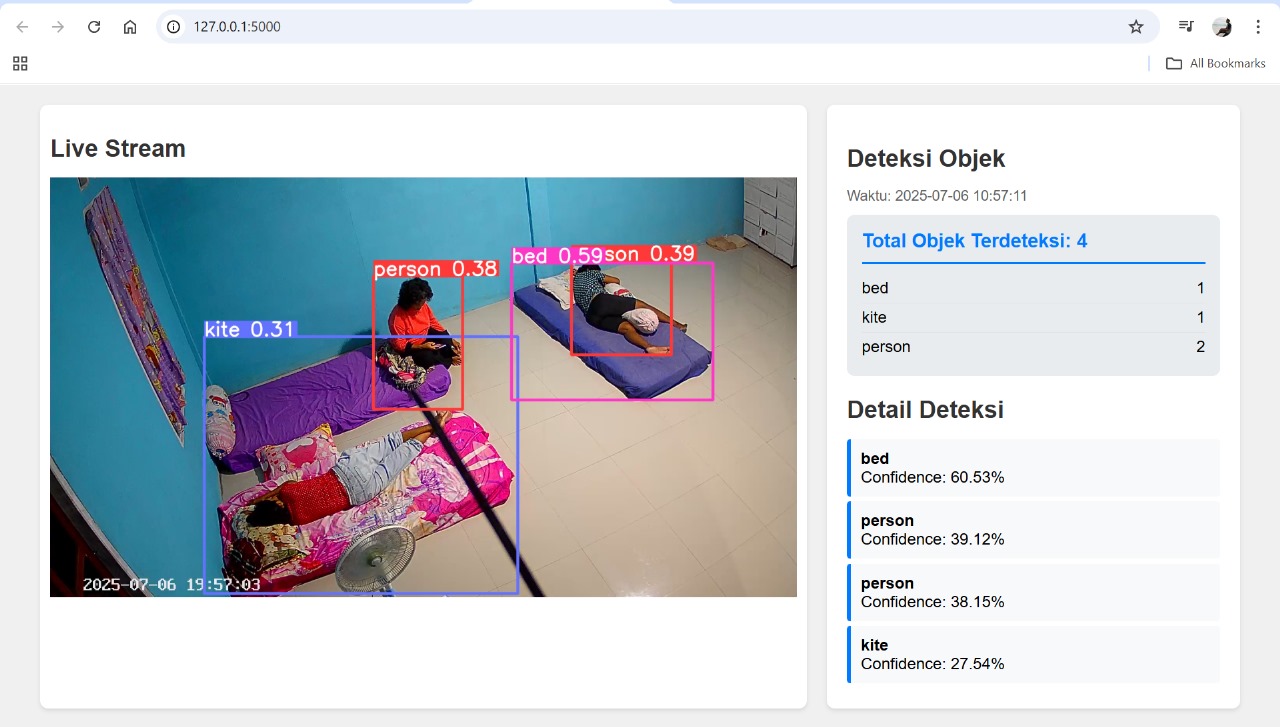 127.0.0.1:5000
All Bookmarks
Live Stream
person 0.38
bed 0.59
son 0.39
kite 0.31
2025-07-06 19:57:03
Deteksi Objek
Waktu: 2025-07-06 10:57:11
Total Objek Terdeteksi: 4
bed 1
kite 1
person 2
Detail Deteksi
bed
Confidence: 60.53%
person
Confidence: 39.12%
person
Confidence: 38.15%
kite
Confidence: 27.54%